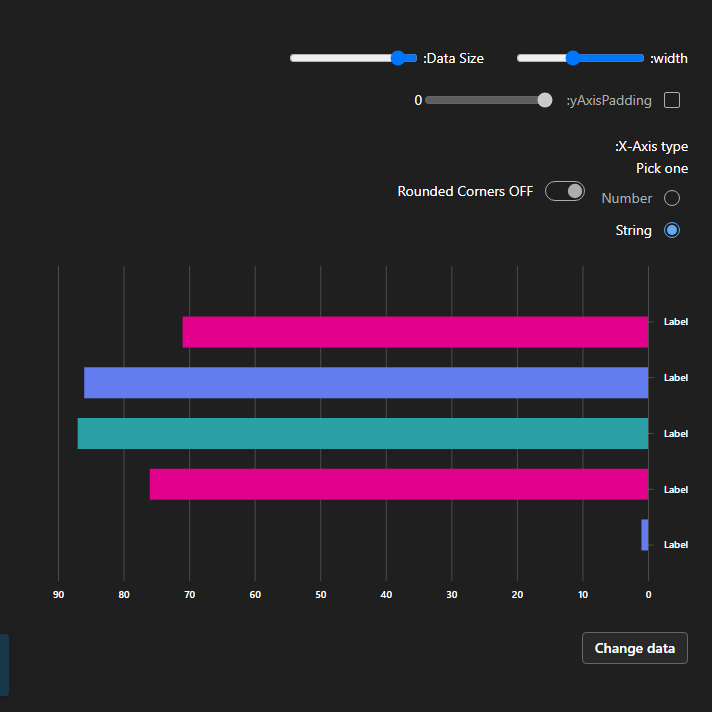 :width
:Data Size
:yAxisPadding
0
:X-Axis type
Pick one
Number
Rounded Corners OFF
String
Label
Label
Label
Label
Label
90 80 70 60 50 40 30 20 10 0
Change data